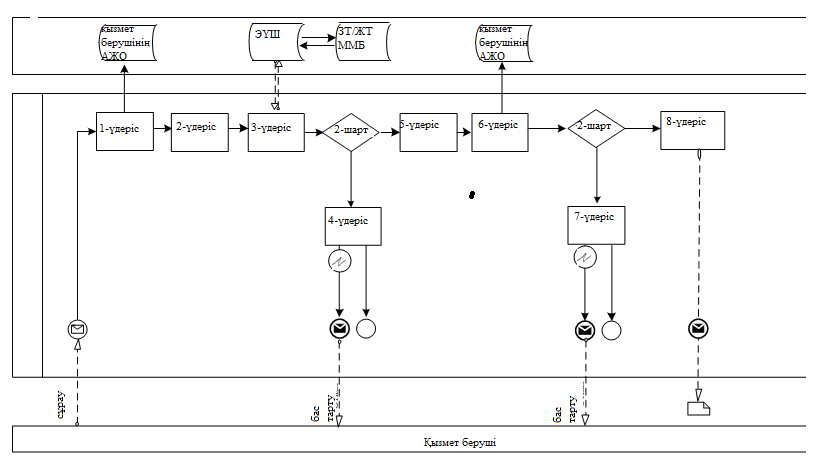 қызмет
берушінің
АЖО
ЭҮШ
ЗТ/ЖТ
ММБ
қызмет
берушінің
АЖО
1-үдеріс
2-үдеріс
3-үдеріс
2-шарт
5-үдеріс
6-үдеріс
2-шарт
8-үдеріс
4-үдеріс
7-үдеріс
сұрау
бас
тарту
бас
тарту
Қызмет беруші